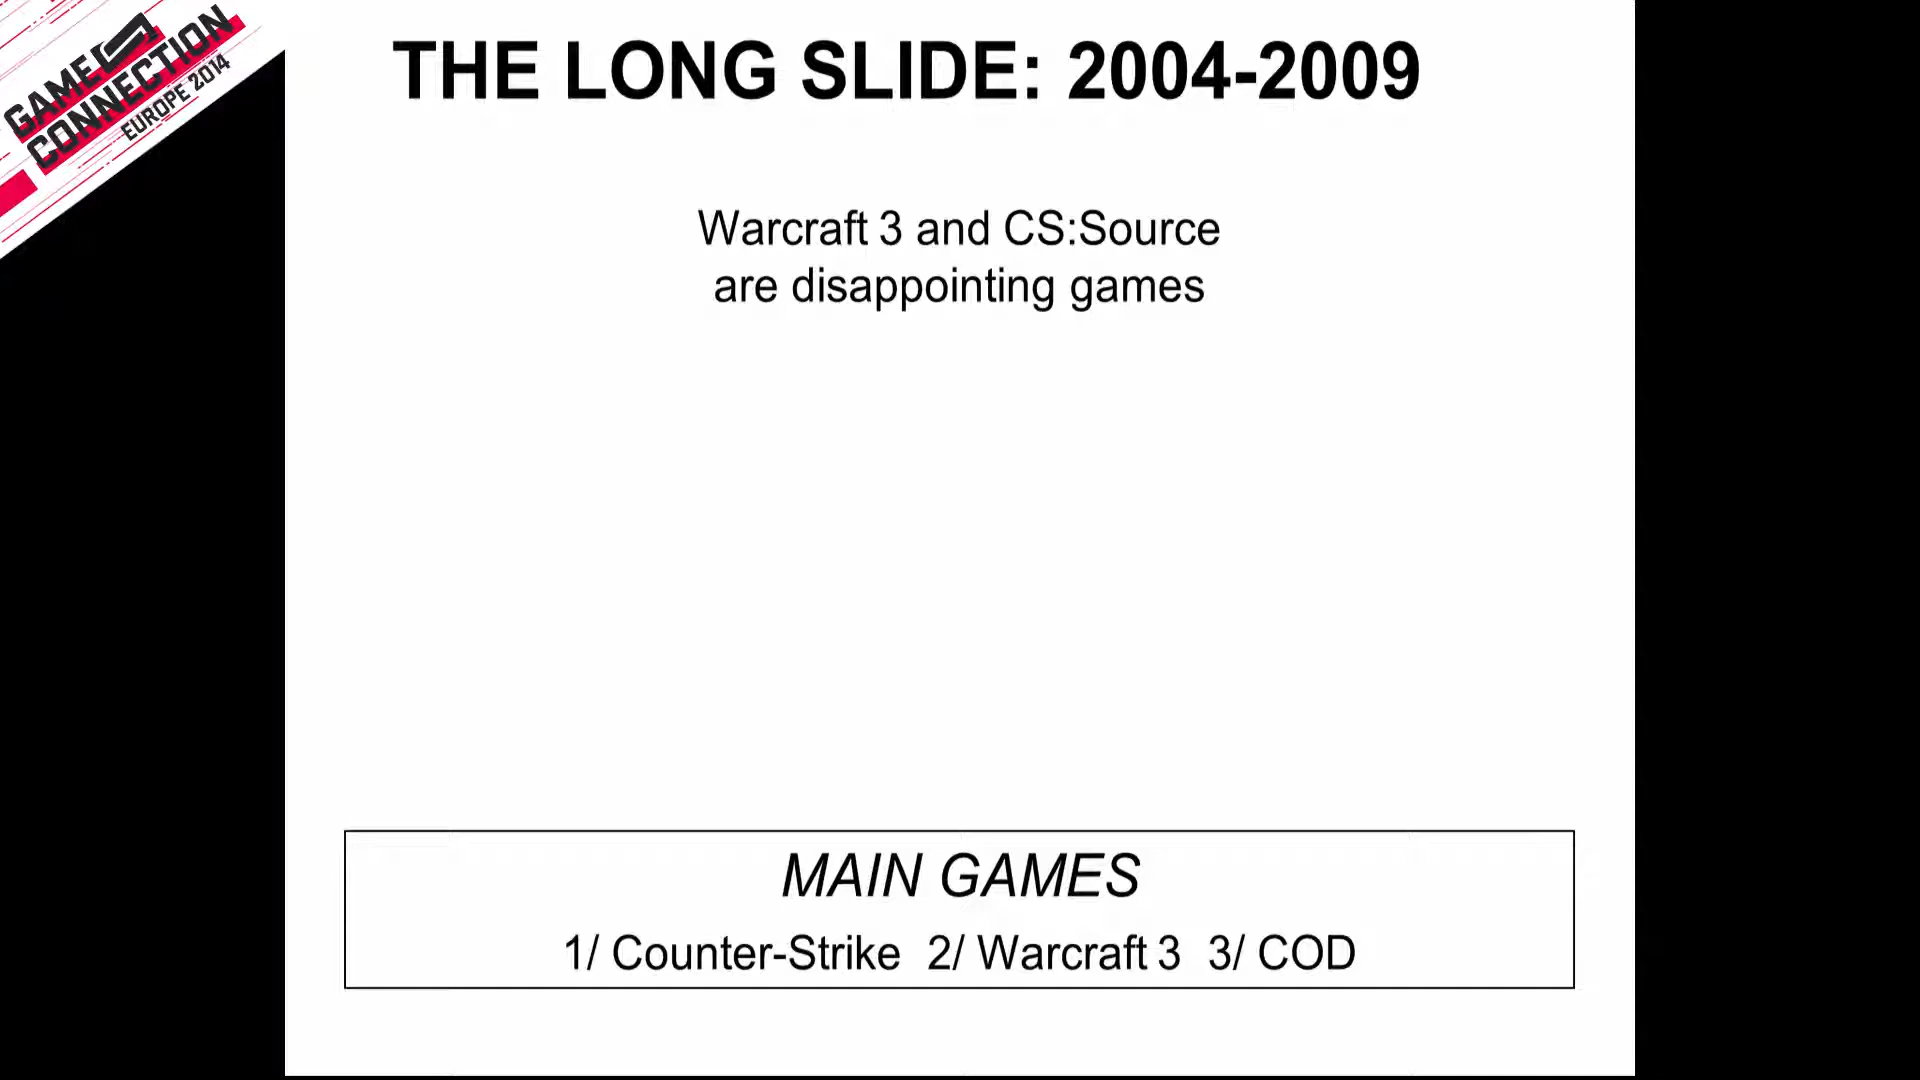 GAME
CONNECTION
EUROPE 2014
THE LONG SLIDE: 2004-2009
Warcraft 3 and CS:Source
are disappointing games
MAIN GAMES
1/ Counter-Strike 2/ Warcraft 3 3/ COD